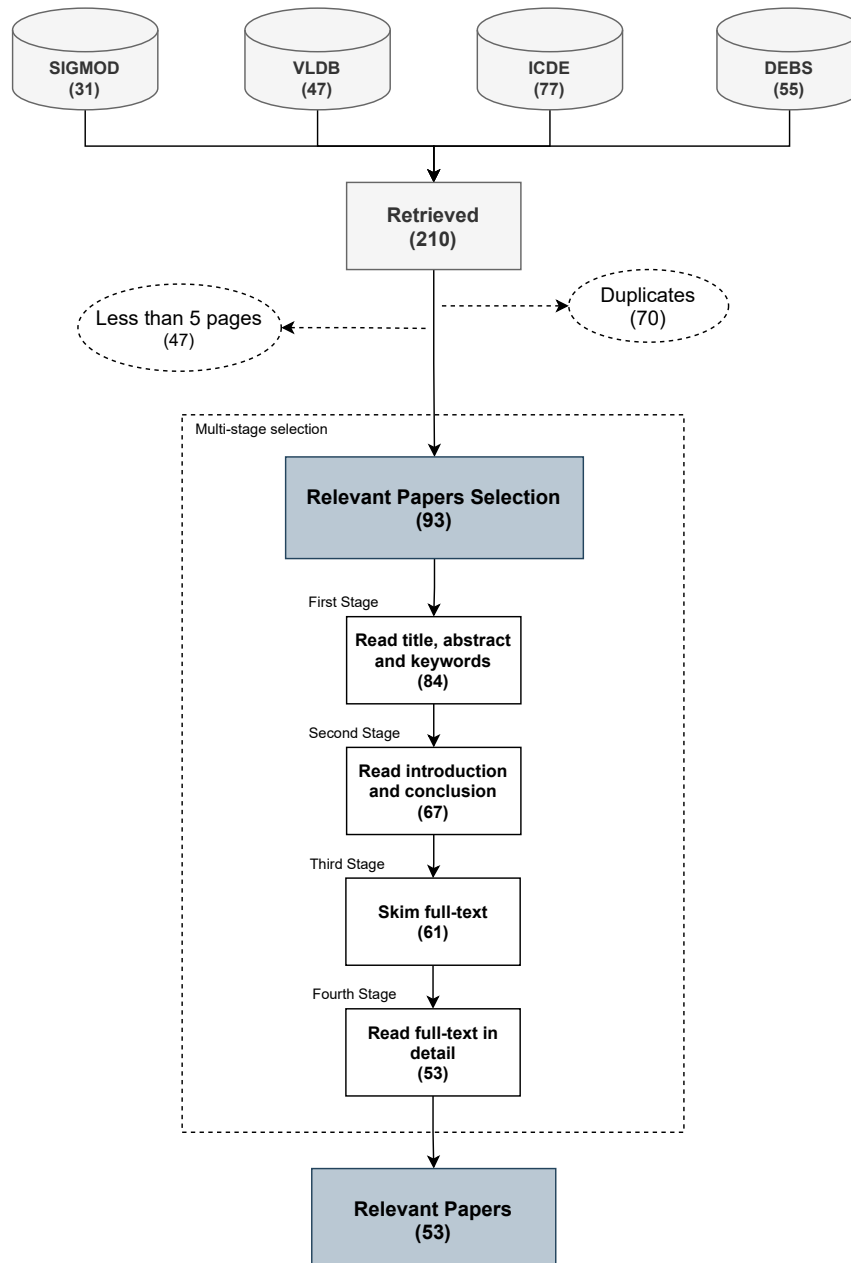 SIGMOD
(31)
VLDB
(47)
ICDE
(77)
DEBS
(55)
Retrieved
(210)
Duplicates
(70)
Less than 5 pages
(47)
Multi-stage selection
Relevant Papers Selection
(93)
First Stage
Read title, abstract
and keywords
(84)
Second Stage
Read introduction
and conclusion
(67)
Third Stage
Skim full-text
(61)
Fourth Stage
Read full-text in
detail
(53)
Relevant Papers
(53)